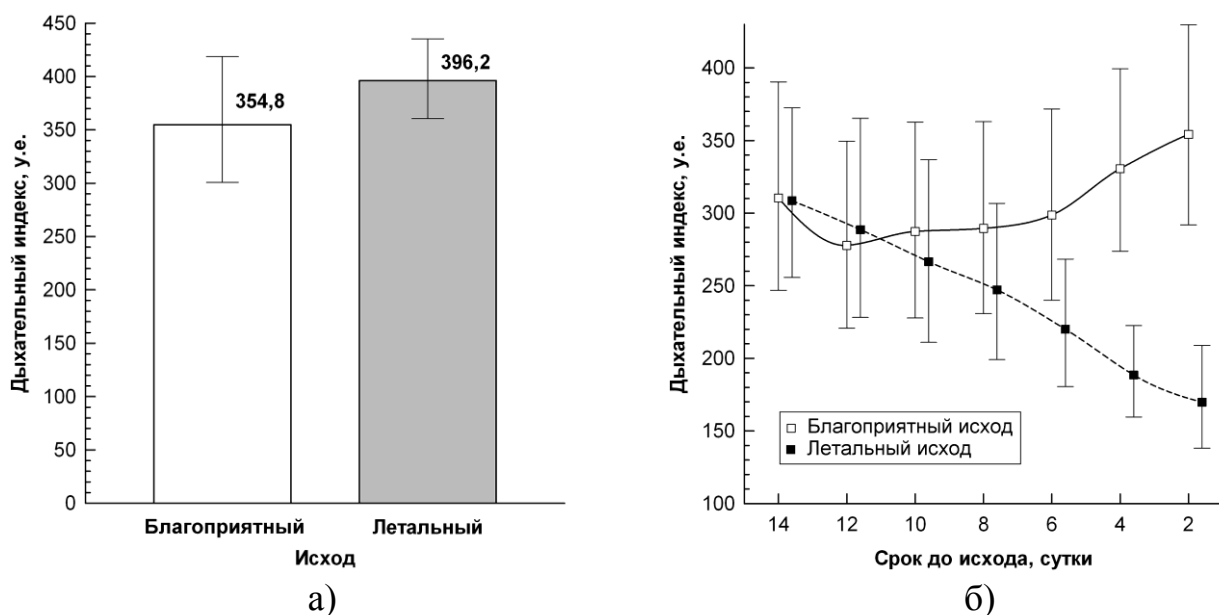 Дыхательный индекс, у.е.
450
400
350
300
250
200
150
100
50
0
354,8
396,2
Благоприятный
Летальный
Исход
а)
Дыхательный индекс, у.е.
400
350
300
250
200
150
100
Благоприятный исход
Летальный исход
14 12 10 8 6 4 2
Срок до исхода, сутки
б)